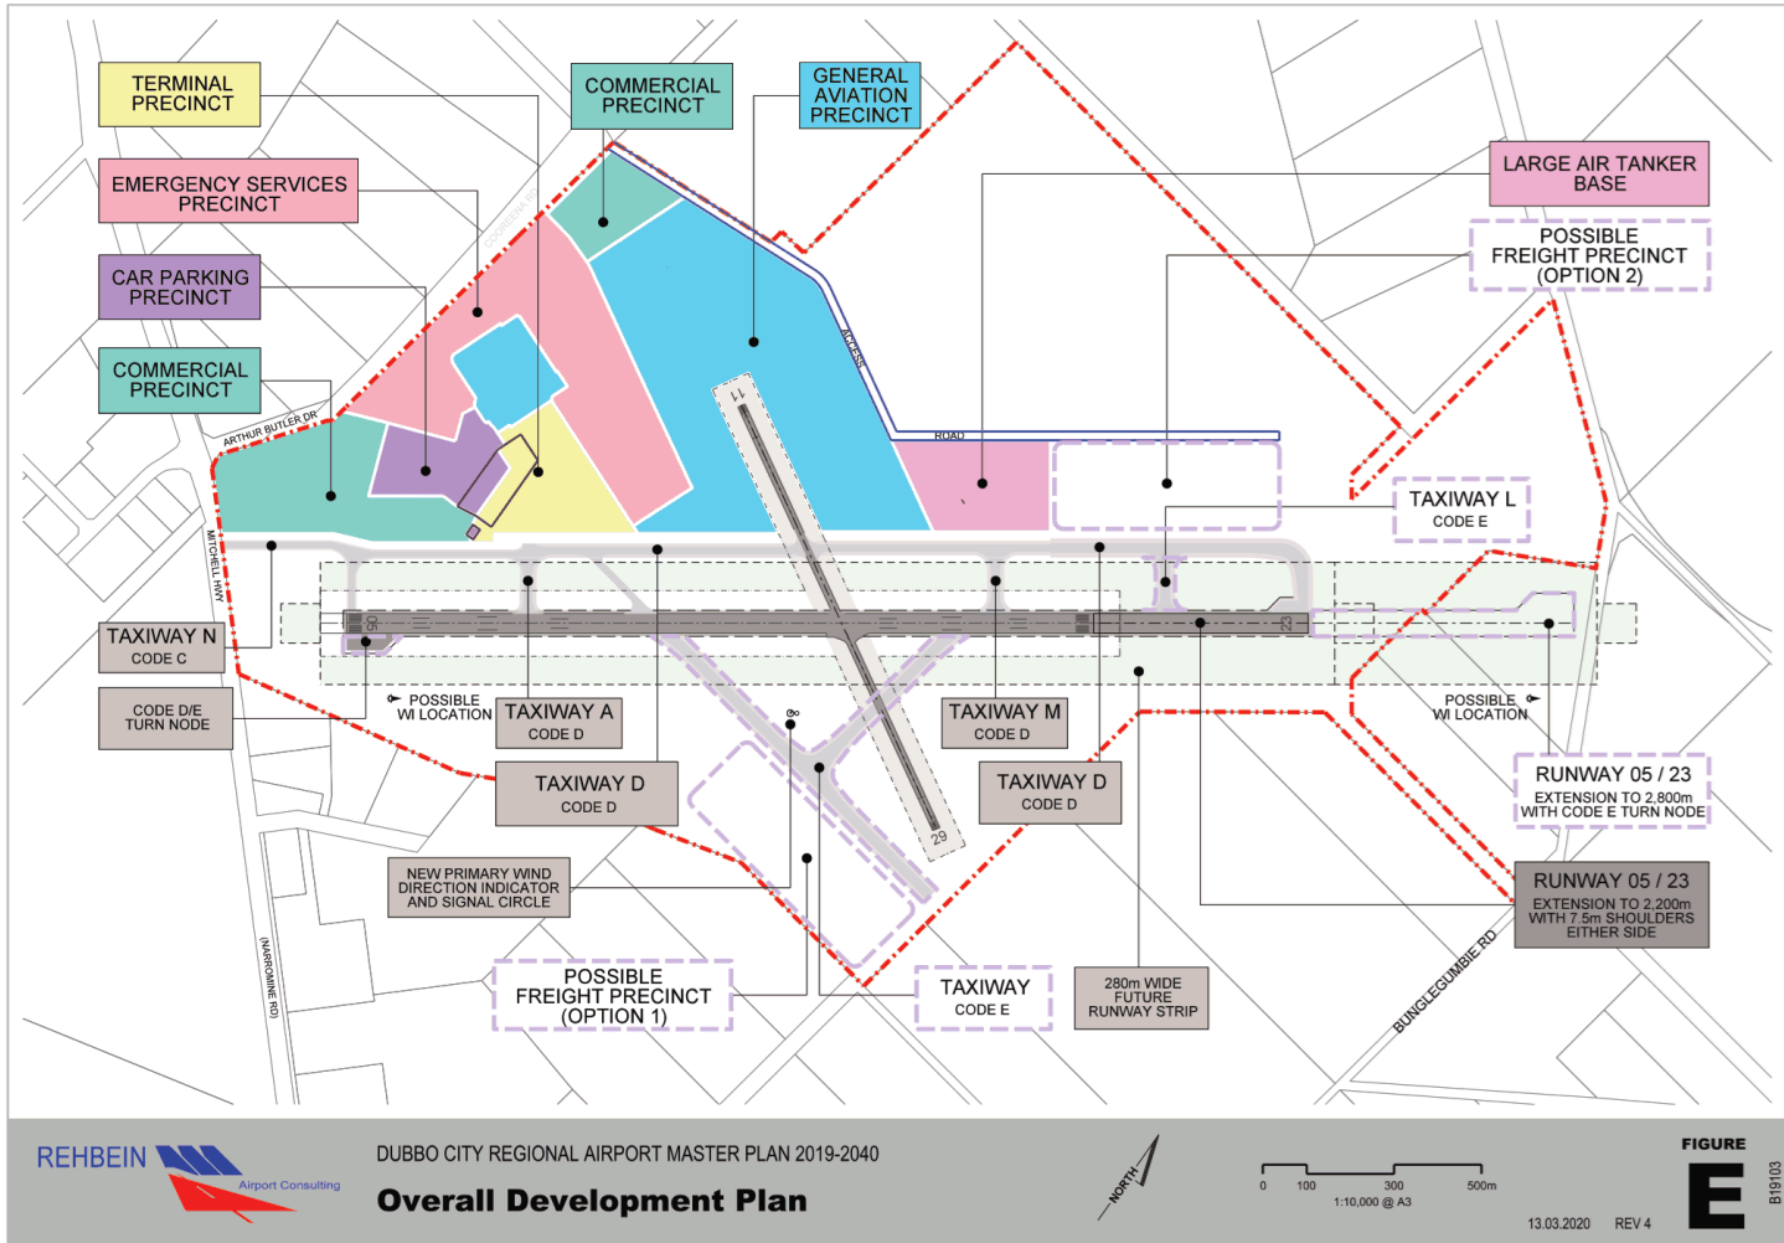 TERMINAL
PRECINCT
COMMERCIAL
PRECINCT
GENERAL
AVIATION
PRECINCT
EMERGENCY SERVICES
PRECINCT
LARGE AIR TANKER
BASE
COOREENA RD
POSSIBLE
FREIGHT PRECINCT
(OPTION 2)
CAR PARKING
PRECINCT
ACCESS
COMMERCIAL
PRECINCT
11
ARTHUR BUTLER DR
ROAD
TAXIWAY L
CODE E
MITCHELL HWY
05
23
TAXIWAY N
CODE C
CODE D/E
TURN NODE
POSSIBLE
WI LOCATION
TAXIWAY A
CODE D
TAXIWAY M
CODE D
POSSIBLE
WI LOCATION
TAXIWAY D
CODE D
TAXIWAY D
CODE D
RUNWAY 05 / 23
EXTENSION TO 2,800m
WITH CODE E TURN NODE
29
NEW PRIMARY WIND
DIRECTION INDICATOR
AND SIGNAL CIRCLE
RUNWAY 05 / 23
EXTENSION TO 2,200m
WITH 7.5m SHOULDERS
EITHER SIDE
(NARROMINE RD)
BUNGLEGUMBIE RD
POSSIBLE
FREIGHT PRECINCT
(OPTION 1)
TAXIWAY
CODE E
280m WIDE
FUTURE
RUNWAY STRIP
REHBEIN
Airport Consulting
DUBBO CITY REGIONAL AIRPORT MASTER PLAN 2019-2040
Overall Development Plan
NORTH
0 100 300 500m
1:10,000 @ A3
13.03.2020 REV 4
FIGURE
E
B19103